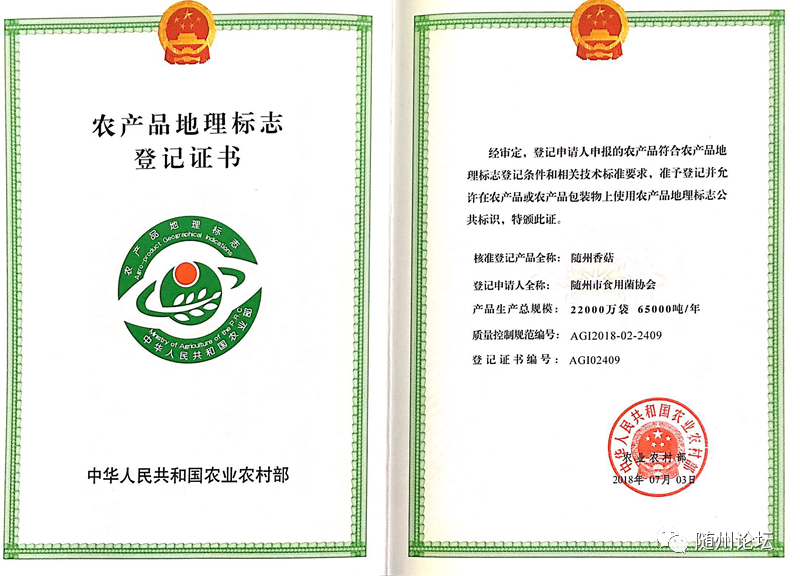 农产品地理标志
登记证书
农产品地理标志
Agro-product Geographical Indications
Ministry of Agriculture of the P.R.C
中华人民共和国农业部
中华人民共和国农业农村部
经审定，登记申请人申报的农产品符合农产品地
理标志登记条件和相关技术标准要求，准予登记并允
许在农产品或农产品包装物上使用农产品地理标志公
共标识，特颁此证。
核准登记产品全称： 随州香菇
登记申请人全称： 随州市食用菌协会
产品生产总规模： 22000万袋 65000吨/年
质量控制规范编号： AGI2018-02-2409
登记证书编号： AGI02409
中华人民共和国农业农村部
农业农村部
2018年 07月 03日
随州论坛